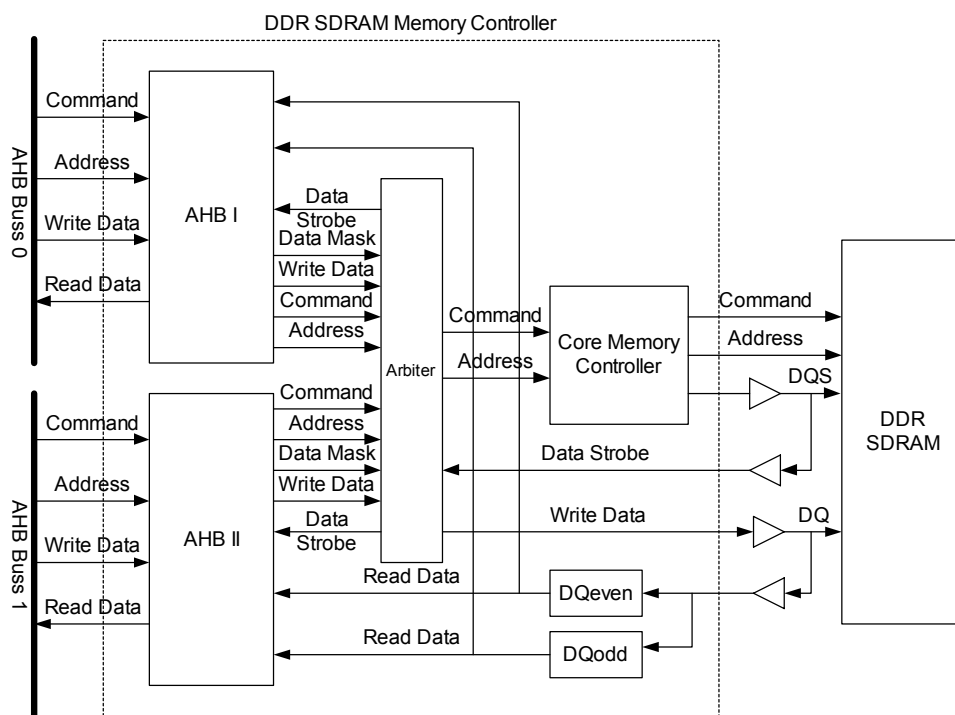 DDR SDRAM Memory Controller
AHB Buss 0
Command
Address
Write Data
Read Data
AHB I
Data
Strobe
Data Mask
Write Data
Command
Address
Arbiter
Command
Address
Core Memory
Controller
Command
Address
DQS
DDR
SDRAM
AHB Buss 1
Command
Address
Write Data
Read Data
AHB II
Command
Address
Data Mask
Write Data
Data
Strobe
Data Strobe
Write Data
DQ
Read Data
DQeven
Read Data
DQodd